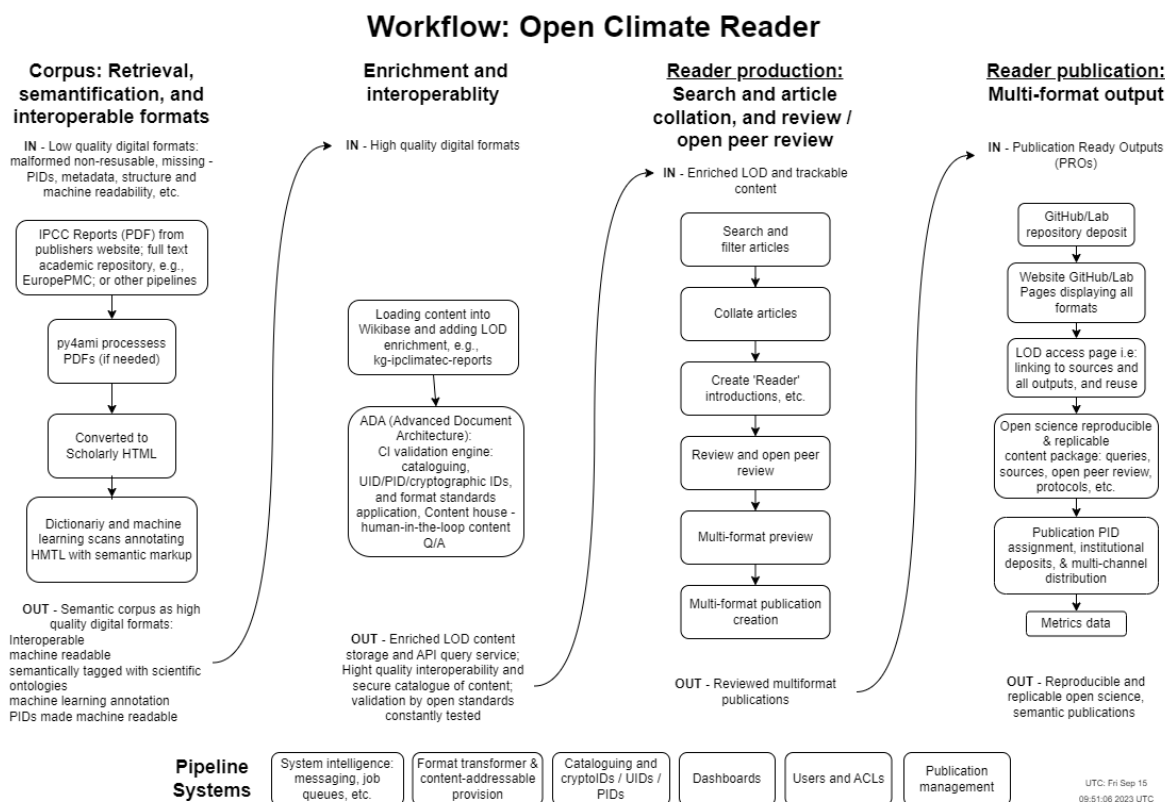 Workflow: Open Climate Reader
Corpus: Retrieval,
semantification, and
interoperable formats
IN - Low quality digital formats:
malformed non-resusable, missing -
PIDs, metadata, structure and
machine readability, etc.
IPCC Reports (PDF) from
publishers website; full text
academic repository, e.g.,
EuropePMC; or other pipelines
py4ami processess
PDFs (if needed)
Converted to
Scholarly HTML
Dictionariy and machine
learning scans annotating
HMTL with semantic markup
OUT - Semantic corpus as high
quality digital formats:
Interoperable
machine readable
semantically tagged with scientific
ontologies
machine learning annotation
PIDs made machine readable
Enrichment and
interoperablity
IN - High quality digital formats
Loading content into
Wikibase and adding LOD
enrichment, e.g.,
kg-ipclimatec-reports
ADA (Advanced Document
Architecture):
CI validation engine:
cataloguing,
UID/PID/cryptographic IDs,
and format standards
application, Content house -
human-in-the-loop content
Q/A
OUT - Enriched LOD content
storage and API query service;
Hight quality interoperability and
secure catalogue of content;
validation by open standards
constantly tested
Reader production:
Search and article
collation, and review /
open peer review
IN - Enriched LOD and trackable
content
Search and
filter articles
Collate articles
Create 'Reader'
introductions, etc.
Review and open peer
review
Multi-format preview
Multi-format publication
creation
OUT - Reviewed multiformat
publications
Reader publication:
Multi-format output
IN - Publication Ready Outputs
(PROs)
GitHub/Lab
repository deposit
Website GitHub/Lab
Pages displaying all
formats
LOD access page i.e:
linking to sources and
all outputs, and reuse
Open science reproducible
& replicable
content package: queries,
sources, open peer review,
protocols, etc.
Publication PID
assignment, institutional
deposits, & multi-channel
distribution
Metrics data
OUT - Reproducible and
replicable open science,
semantic publications
Pipeline
Systems
System intelligence:
messaging, job
queues, etc.
Format transformer &
content-addressable
provision
Cataloguing and
cryptoIDs / UIDs /
PIDs
Dashboards
Users and ACLs
Publication
management
UTC: Fri Sep 15
09:51:06 2023 UTC